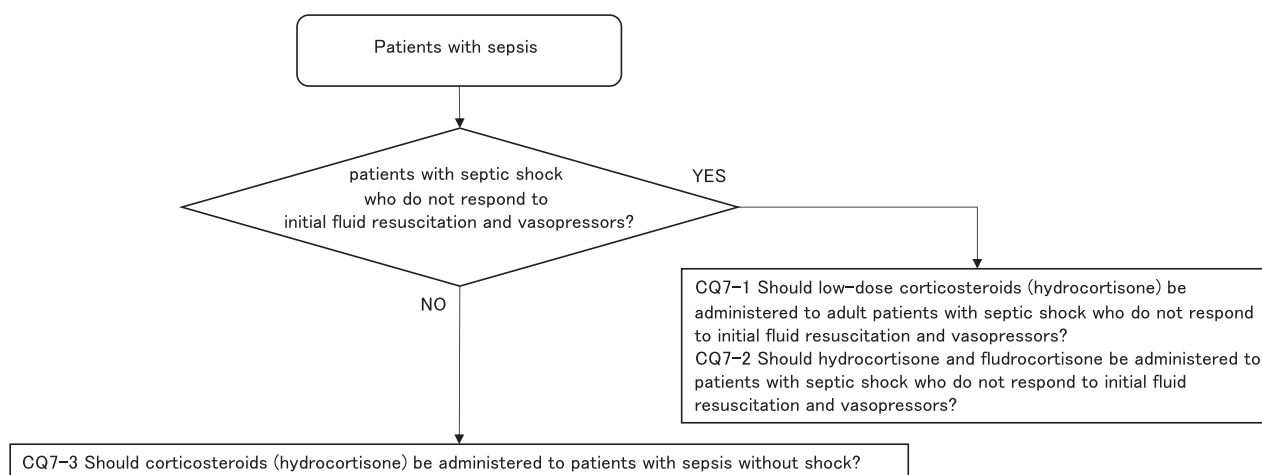 Patients with sepsis
patients with septic shock
who do not respond to
initial fluid resuscitation and vasopressors?
YES
NO
CQ7-1 Should low-dose corticosteroids (hydrocortisone) be
administered to adult patients with septic shock who do not respond
to initial fluid resuscitation and vasopressors?
CQ7-2 Should hydrocortisone and fludrocortisone be administered to
patients with septic shock who do not respond to initial fluid
resuscitation and vasopressors?
CQ7-3 Should corticosteroids (hydrocortisone) be administered to patients with sepsis without shock?